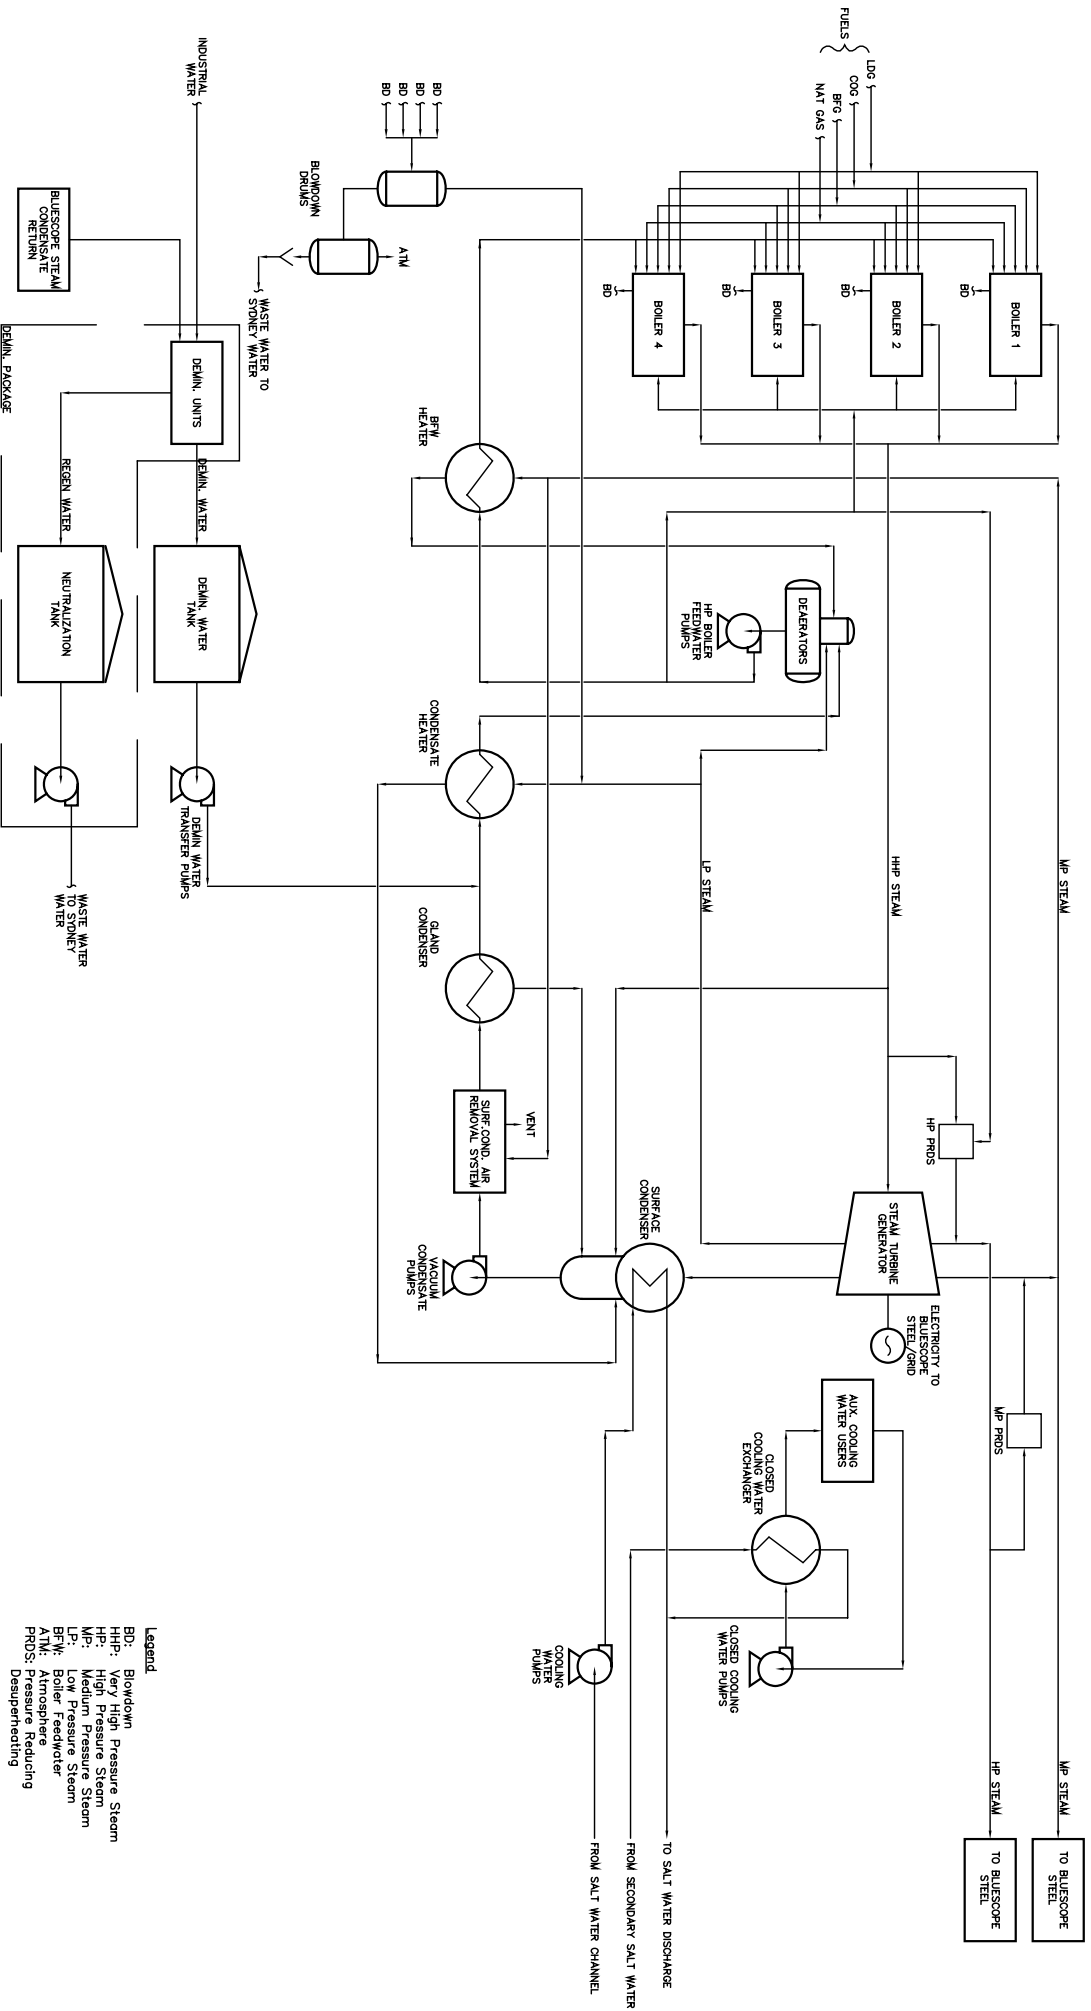 FUELS
LDG
COG
BFG
NAT GAS
BOILER 1
BOILER 2
BOILER 3
BOILER 4
BD
BD
BD
BD
BD
BD
BD
BD
BLOWDOWN
DRUMS
ATM
WASTE WATER TO
SYDNEY WATER
INDUSTRIAL
WATER
BLUESCOPE STEAM
CONDENSATE
RETURN
DEMIN. PACKAGE
DEMIN. UNITS
DEMIN. WATER
REGEN WATER
DEMIN. WATER
TANK
NEUTRALIZATION
TANK
DEMIN WATER
TRANSFER PUMPS
WASTE WATER
TO SYDNEY
WATER
BFW
HEATER
DEAERATORS
HP BOILER
FEEDWATER
PUMPS
CONDENSATE
HEATER
GLAND
CONDENSER
MP STEAM
HHP STEAM
LP STEAM
HP PRDS
VENT
SURF.COND. AIR
REMOVAL SYSTEM
SURFACE
CONDENSER
VACUUM
CONDENSATE
PUMPS
STEAM TURBINE
GENERATOR
ELECTRICITY TO
BLUESCOPE
STEEL/GRID
MP PRDS
AUX. COOLING
WATER USERS
CLOSED
COOLING WATER
EXCHANGER
CLOSED COOLING
WATER PUMPS
COOLING
WATER
PUMPS
MP STEAM
HP STEAM
TO BLUESCOPE
STEEL
TO BLUESCOPE
STEEL
TO SALT WATER DISCHARGE
FROM SECONDARY SALT WATER
FROM SALT WATER CHANNEL
Legend
BD: Blowdown
HHP: Very High Pressure Steam
HP: High Pressure Steam
MP: Medium Pressure Steam
LP: Low Pressure Steam
BFW: Boiler Feedwater
ATM: Atmosphere
PRDS: Pressure Reducing
Desuperheating